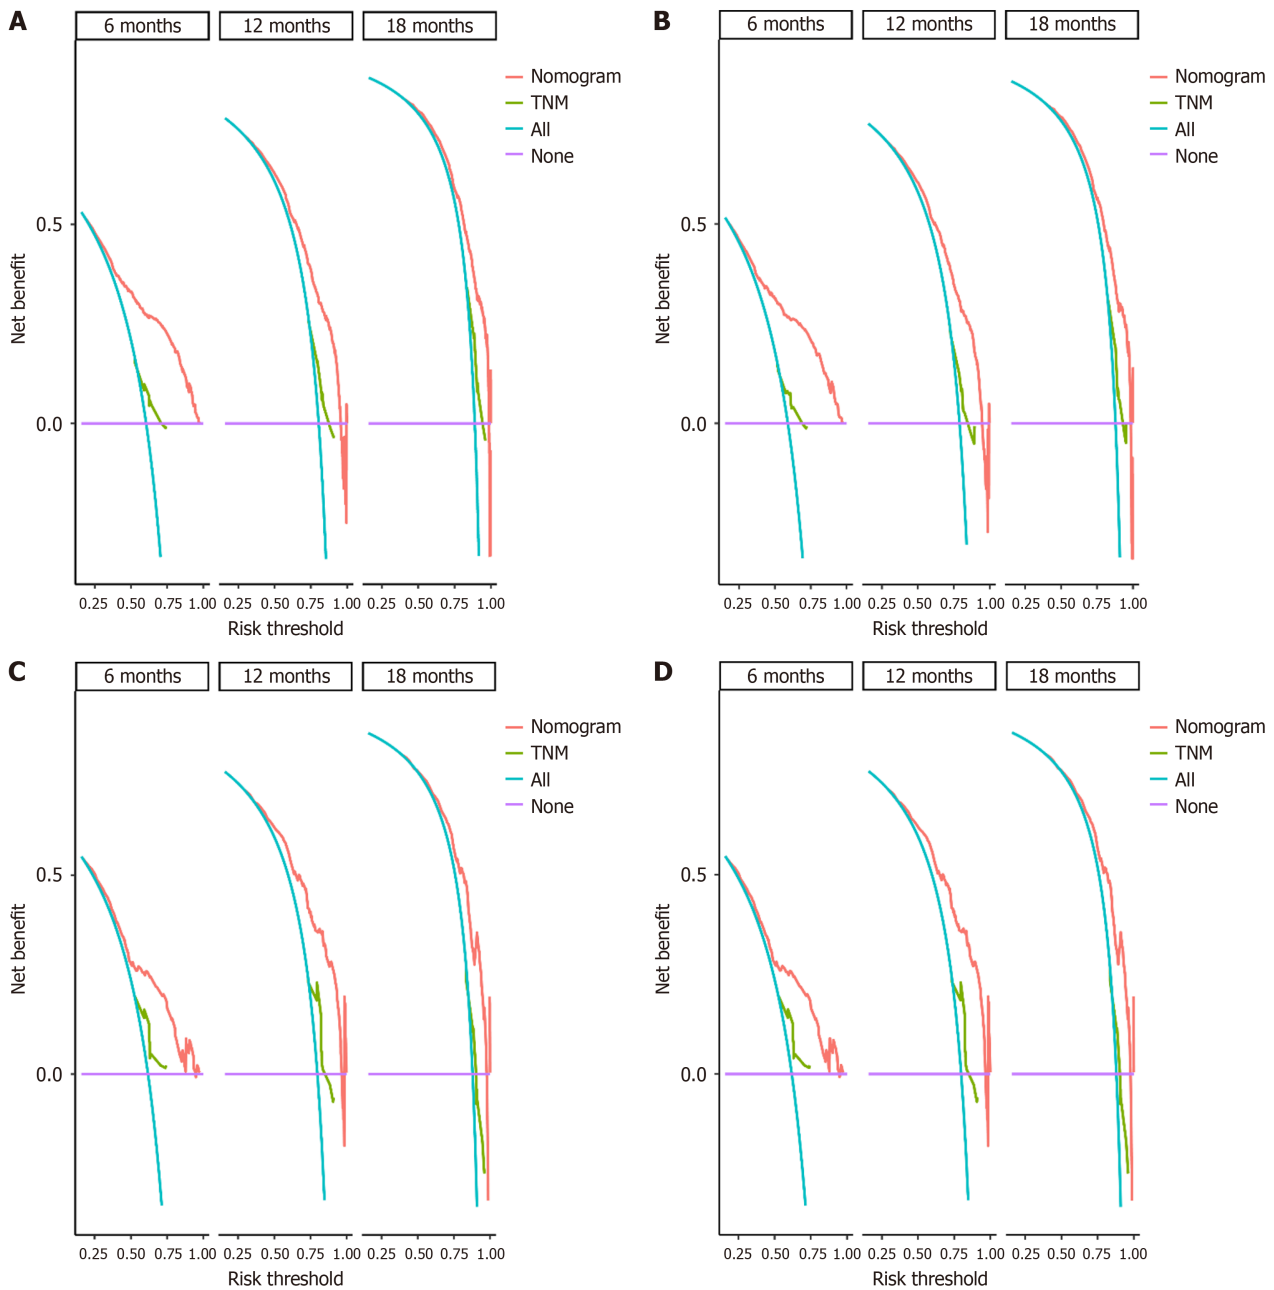 A
6 months 12 months 18 months
Nomogram
TNM
All
None
0.5
0.0
Net benefit
0.25 0.50 0.75 1.00 0.25 0.50 0.75 1.00 0.25 0.50 0.75 1.00
Risk threshold
B
6 months 12 months 18 months
Nomogram
TNM
All
None
0.5
0.0
Net benefit
0.25 0.50 0.75 1.00 0.25 0.50 0.75 1.00 0.25 0.50 0.75 1.00
Risk threshold
C
6 months 12 months 18 months
Nomogram
TNM
All
None
0.5
0.0
Net benefit
0.25 0.50 0.75 1.00 0.25 0.50 0.75 1.00 0.25 0.50 0.75 1.00
Risk threshold
D
6 months 12 months 18 months
Nomogram
TNM
All
None
0.5
0.0
Net benefit
0.25 0.50 0.75 1.00 0.25 0.50 0.75 1.00 0.25 0.50 0.75 1.00
Risk threshold